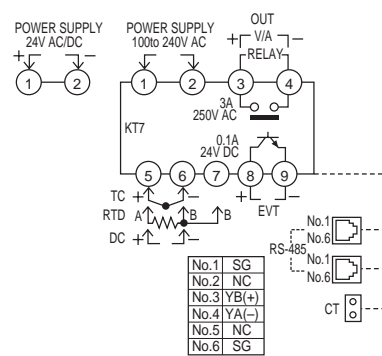 POWER SUPPLY
24V AC/DC
+ −
1 2
POWER SUPPLY
100to 240V AC
1 2
OUT
+ V/A −
RELAY
3 4
3A
250V AC
KT7
0.1A
24V DC
5 6 7 8 9
TC + −
+ −
EVT
RTD A B B
DC + −
RS-485
No.1
No.6
No.1
No.6
CT
No.1 SG
No.2 NC
No.3 YB(+)
No.4 YA(–)
No.5 NC
No.6 SG